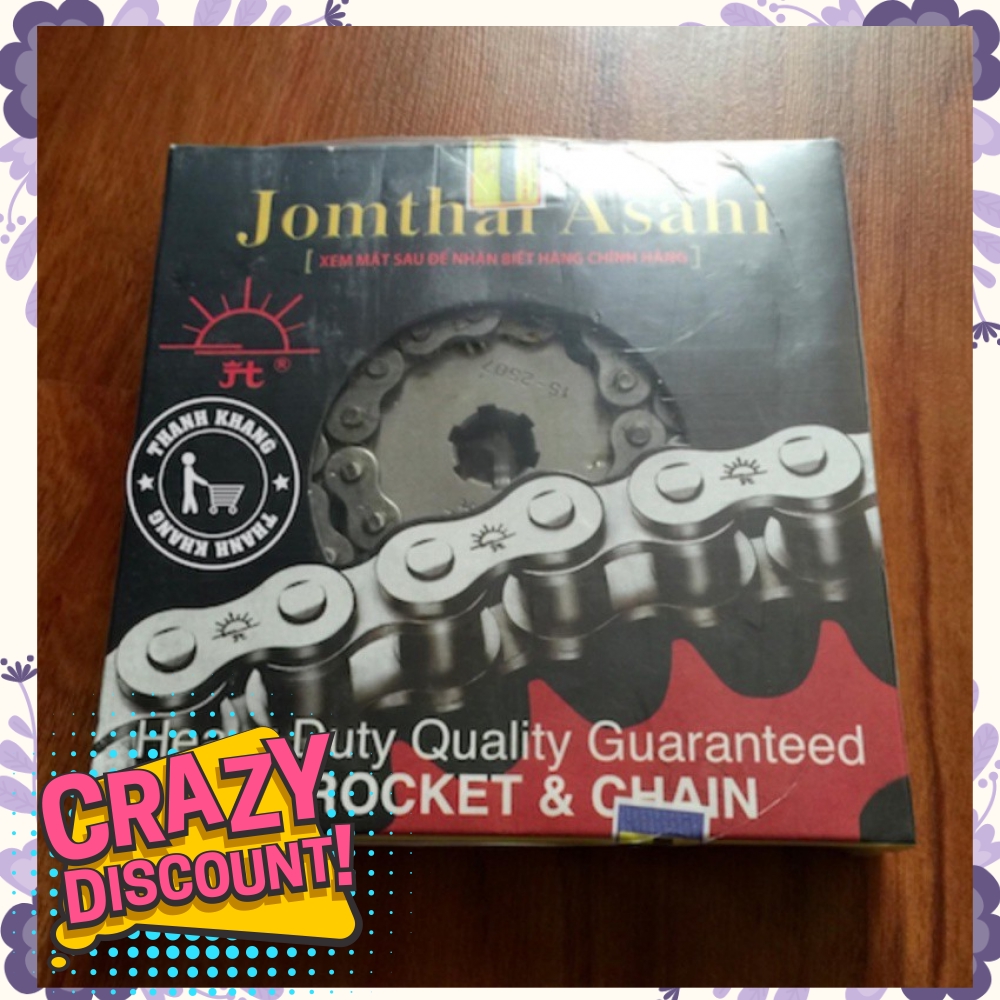 Jomthai Asahi
[ XEM MẶT SAU ĐỂ NHẬN BIẾT HÀNG CHÍNH HÃNG ]
®
THANH KHANG
THANH KHANG
Duty Quality Guaranteed
& CHAIN
CRAZY
DISCOUNT!